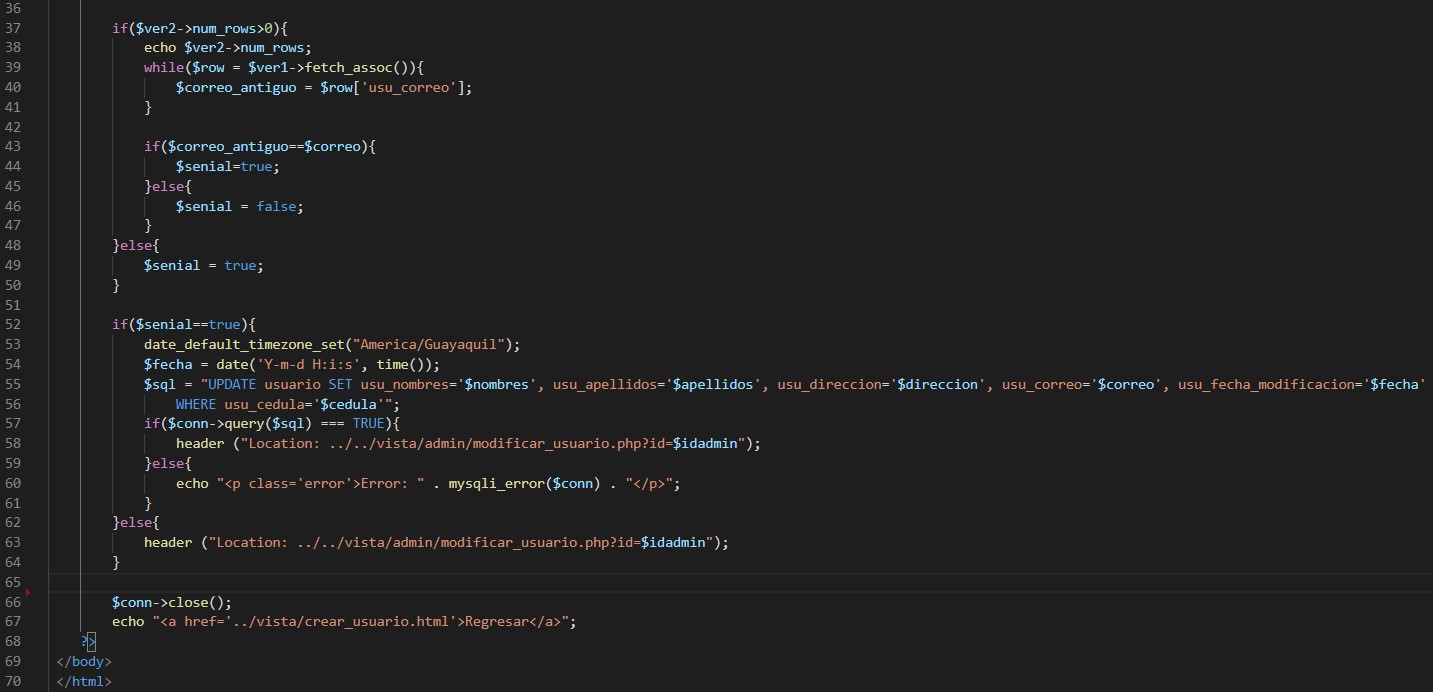 36
37 if($ver2->num_rows>0){
38 echo $ver2->num_rows;
39 while($row = $ver1->fetch_assoc()){
40 $correo_antiguo = $row['usu_correo'];
41 }
42
43 if($correo_antiguo==$correo){
44 $senial=true;
45 }else{
46 $senial = false;
47 }
48 }else{
49 $senial = true;
50 }
51
52 if($senial==true){
53 date_default_timezone_set("America/Guayaquil");
54 $fecha = date('Y-m-d H:i:s', time());
55 $sql = "UPDATE usuario SET usu_nombres='$nombres', usu_apellidos='$apellidos', usu_direccion='$direccion', usu_correo='$correo', usu_fecha_modificacion='$fecha'
56 WHERE usu_cedula='$cedula'";
57 if($conn->query($sql) === TRUE){
58 header ("Location: ../../vista/admin/modificar_usuario.php?id=$idadmin");
59 }else{
60 echo "<p class='error'>Error: " . mysqli_error($conn) . "</p>";
61 }
62 }else{
63 header ("Location: ../../vista/admin/modificar_usuario.php?id=$idadmin");
64 }
65
66 $conn->close();
67 echo "<a href='../vista/crear_usuario.html'>Regresar</a>";
68 ?>
69 </body>
70 </html>